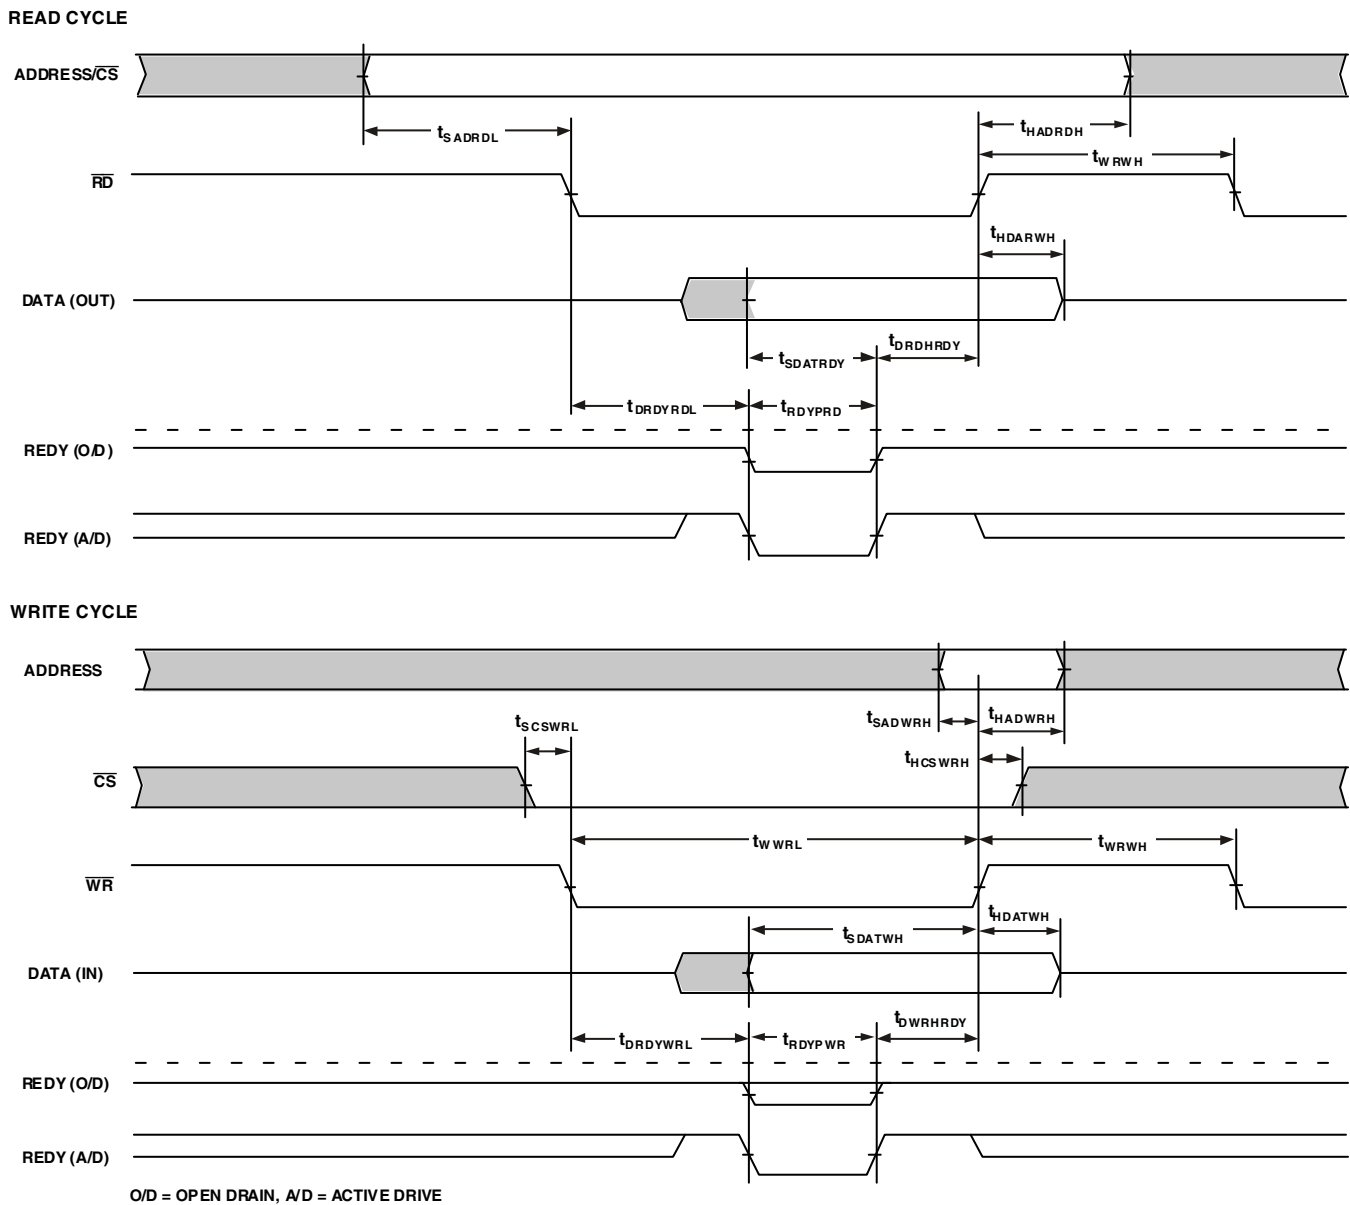 READ CYCLE
ADDRESS/CS
tSADRDL
tHADRDH
tWRWH
RD
tHDARWH
DATA (OUT)
tSDATRDY
tDRDHRDY
tDRDYRDL
tRDYPRD
REDY (O/D)
REDY (A/D)
WRITE CYCLE
ADDRESS
tSCSWRL
tSADWRH
tHADWRH
tHCSWRH
CS
tWWRL
tWRWH
WR
tHDATWH
tSDATWH
DATA (IN)
tDWRHRDY
tDRDYWRL
tRDYPWR
REDY (O/D)
REDY (A/D)
O/D = OPEN DRAIN, A/D = ACTIVE DRIVE